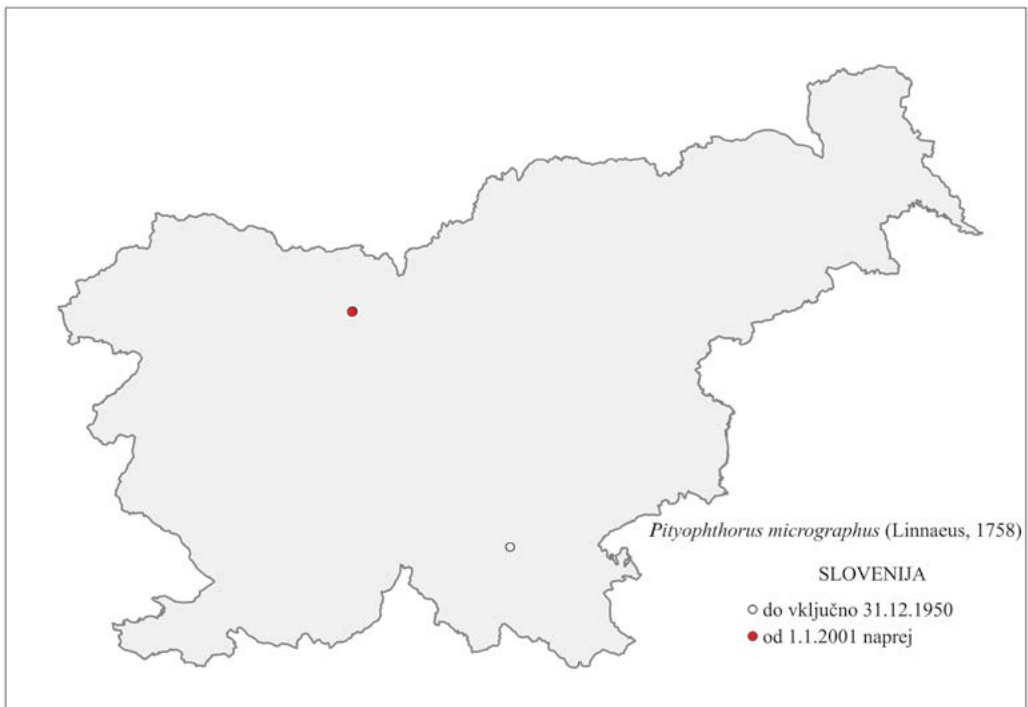 Pityophthorus micrographus (Linnaeus, 1758)
SLOVENIJA
do vključno 31.12.1950
od 1.1.2001 naprej